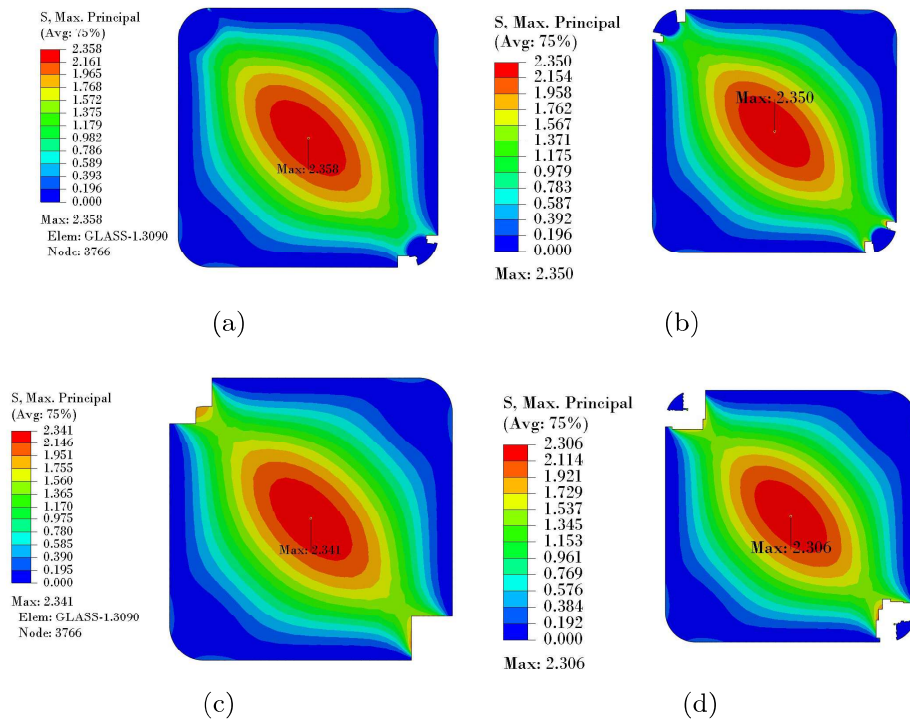 S, Max. Principal
(Avg: 75%)
2.358
2.161
1.965
1.768
1.572
1.375
1.179
0.982
0.786
0.589
0.393
0.196
0.000
Max: 2.358
Elem: GLASS-1.3090
Node: 3766
Max: 2.358
(a)
S, Max. Principal
(Avg: 75%)
2.350
2.154
1.958
1.762
1.567
1.371
1.175
0.979
0.783
0.587
0.392
0.196
0.000
Max: 2.350
Max: 2.350
(b)
S, Max. Principal
(Avg: 75%)
2.341
2.146
1.951
1.755
1.560
1.365
1.170
0.975
0.780
0.585
0.390
0.195
0.000
Max: 2.341
Elem: GLASS-1.3090
Node: 3766
Max: 2.341
(c)
S, Max. Principal
(Avg: 75%)
2.306
2.114
1.921
1.729
1.537
1.345
1.153
0.961
0.769
0.576
0.384
0.192
0.000
Max: 2.306
Max: 2.306
(d)